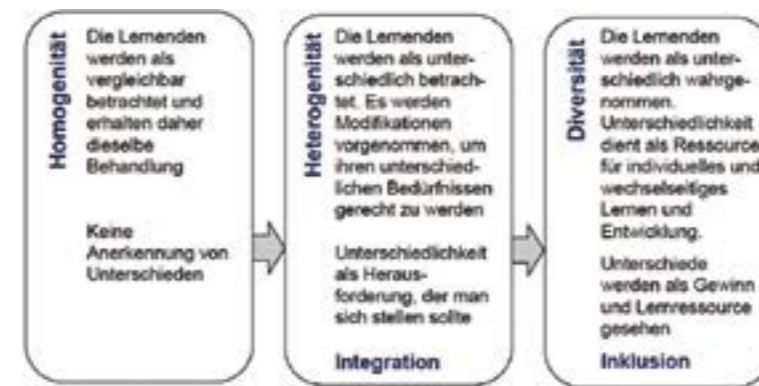 Homogenität
Die Lernenden
werden als
vergleichbar
betrachtet und
erhalten daher
dieselbe
Behandlung
Keine
Anerkennung von
Unterschieden
Heterogenität
Die Lernenden
werden als unter-
schiedlich betrach-
tet. Es werden
Modifikationen
vorgenommen, um
ihren unterschied-
lichen Bedürfnissen
gerecht zu werden
Unterschiedlichkeit
als Heraus-
forderung, der man
sich stellen sollte
Integration
Diversität
Die Lernenden
werden als unter-
schiedlich wahrge-
nommen.
Unterschiedlichkeit
dient als Ressource
für individuelles und
wechselseitiges
Lernen und
Entwicklung.
Unterschiede
werden als Gewinn
und Lernressource
gesehen
Inklusion